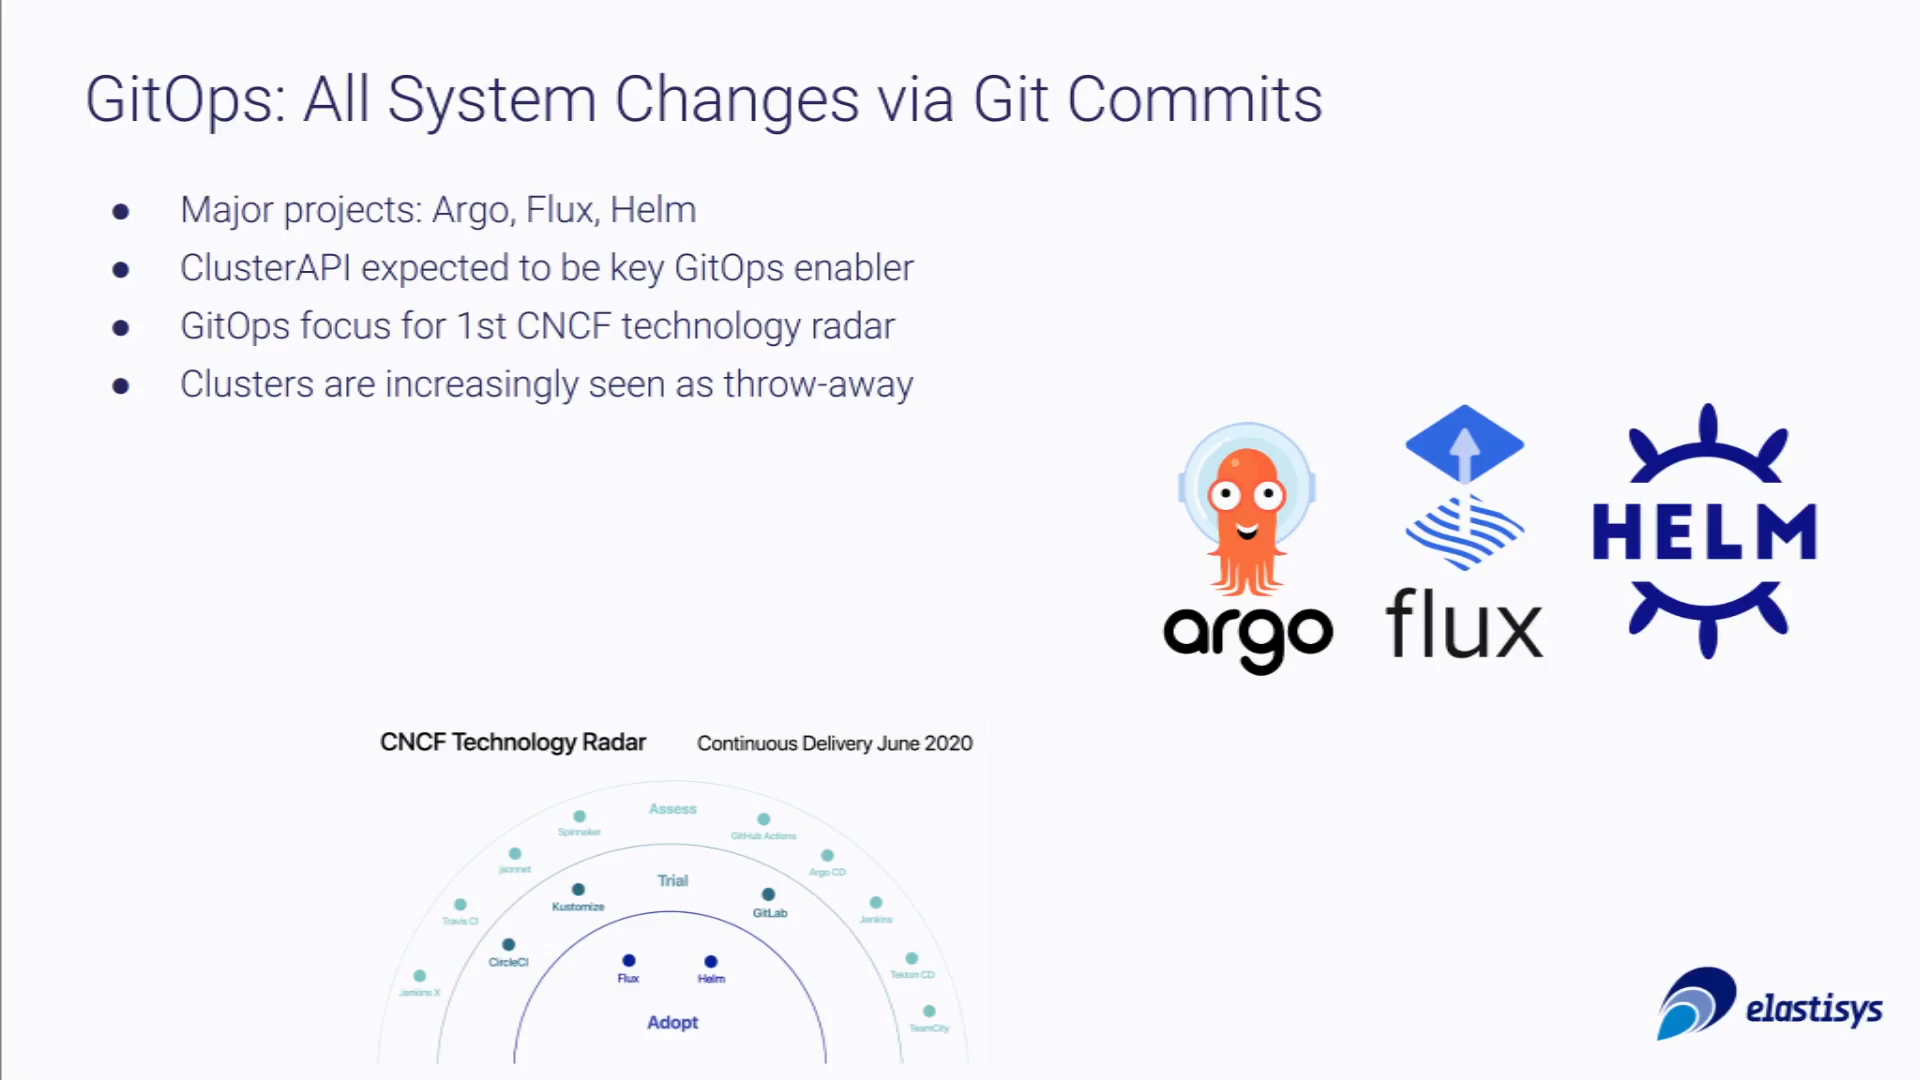 GitOps: All System Changes via Git Commits
Major projects: Argo, Flux, Helm
ClusterAPI expected to be key GitOps enabler
GitOps focus for 1st CNCF technology radar
Clusters are increasingly seen as throw-away
argo
flux
HELM
CNCF Technology Radar
Continuous Delivery June 2020
Assess
Spinnaker
GitHub Actions
jsonnet
Argo CD
Trial
Kustomize
GitLab
Travis CI
Jenkins
CircleCI
Flux
Helm
Tekton CD
Jenkins X
Adopt
TeamCity
elastisys